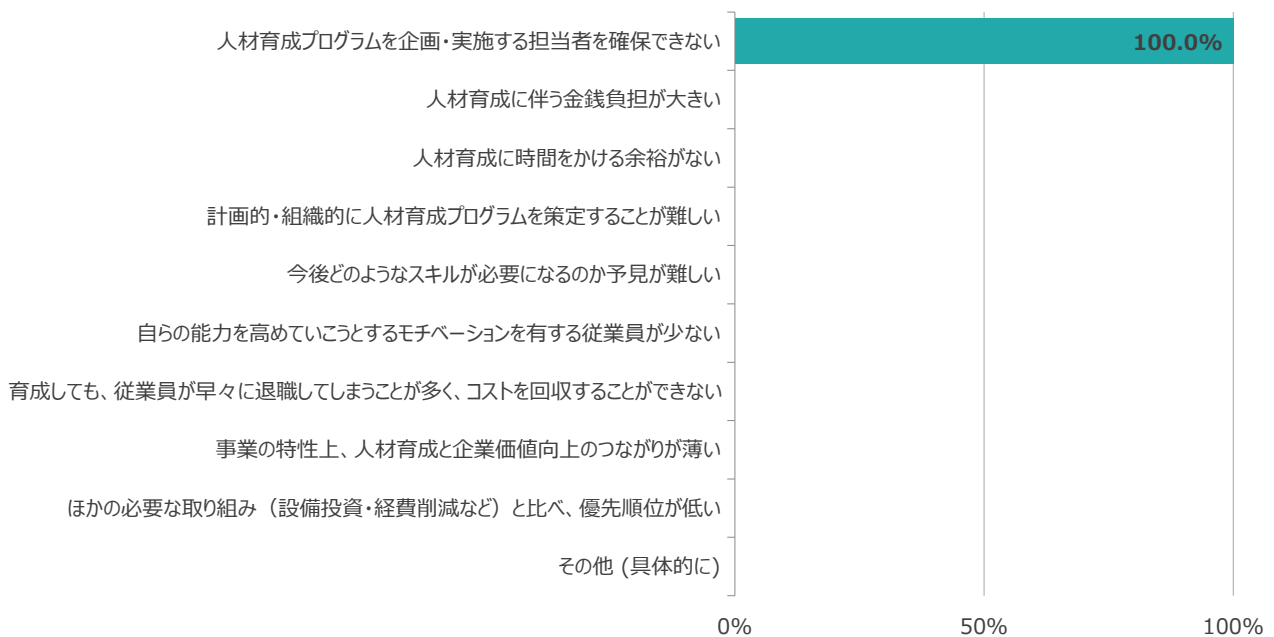 人材育成プログラムを企画・実施する担当者を確保できない
100.0%
人材育成に伴う金銭負担が大きい
人材育成に時間をかける余裕がない
計画的・組織的に人材育成プログラムを策定することが難しい
今後どのようなスキルが必要になるのか予見が難しい
自らの能力を高めていこうとするモチベーションを有する従業員が少ない
育成しても、従業員が早々に退職してしまうことが多く、コストを回収することができない
事業の特性上、人材育成と企業価値向上のつながりが薄い
ほかの必要な取り組み（設備投資・経費削減など）と比べ、優先順位が低い
その他 (具体的に)
0%
50%
100%